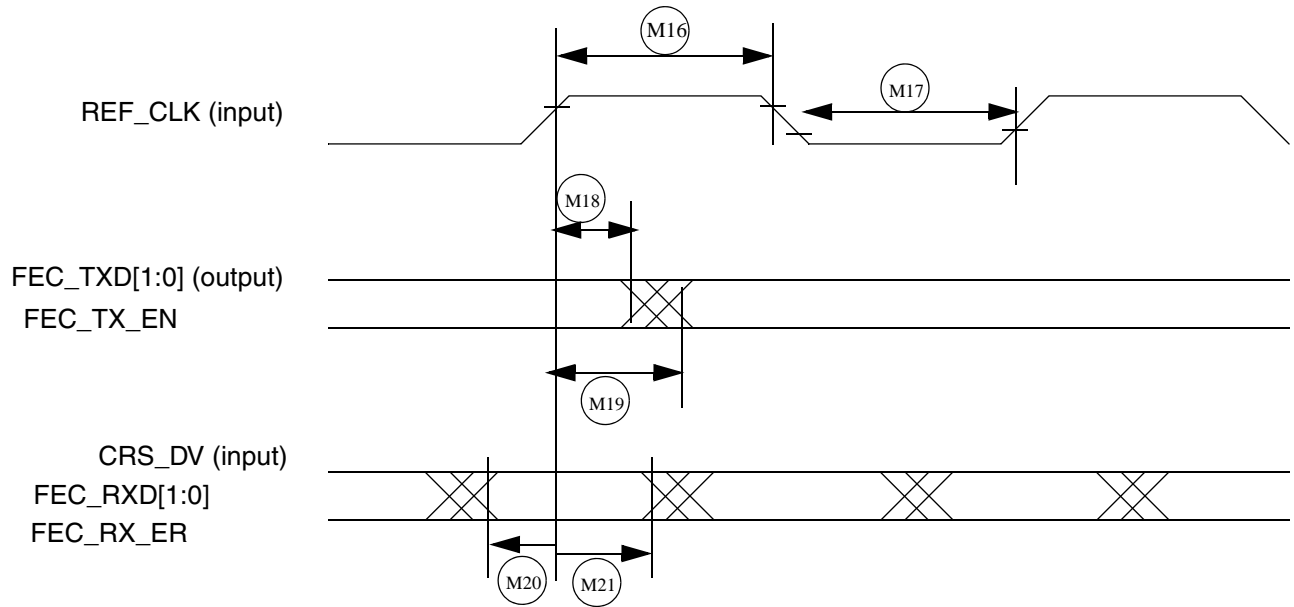 M16
M17
REF_CLK (input)
M18
FEC_TXD[1:0] (output)
FEC_TX_EN
M19
CRS_DV (input)
FEC_RXD[1:0]
FEC_RX_ER
M20
M21